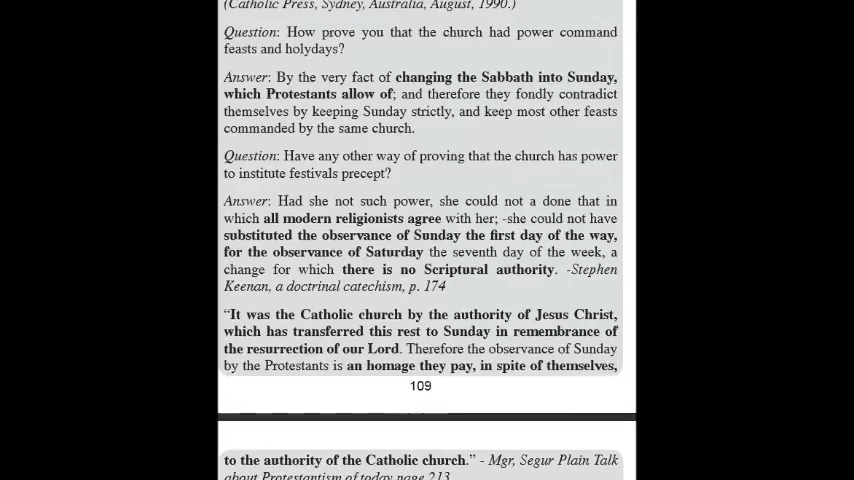 (Catholic Press, Sydney, Australia, August, 1990.)
Question: How prove you that the church had power command
feasts and holydays?
Answer: By the very fact of changing the Sabbath into Sunday,
which Protestants allow of; and therefore they fondly contradict
themselves by keeping Sunday strictly, and keep most other feasts
commanded by the same church.
Question: Have any other way of proving that the church has power
to institute festivals precept?
Answer: Had she not such power, she could not a done that in
which all modern religionists agree with her; -she could not have
substituted the observance of Sunday the first day of the way,
for the observance of Saturday the seventh day of the week, a
change for which there is no Scriptural authority. -Stephen
Keenan, a doctrinal catechism, p. 174
“It was the Catholic church by the authority of Jesus Christ,
which has transferred this rest to Sunday in remembrance of
the resurrection of our Lord. Therefore the observance of Sunday
by the Protestants is an homage they pay, in spite of themselves,
109
to the authority of the Catholic church.” - Mgr, Segur Plain Talk
about Protestantism of today page 213